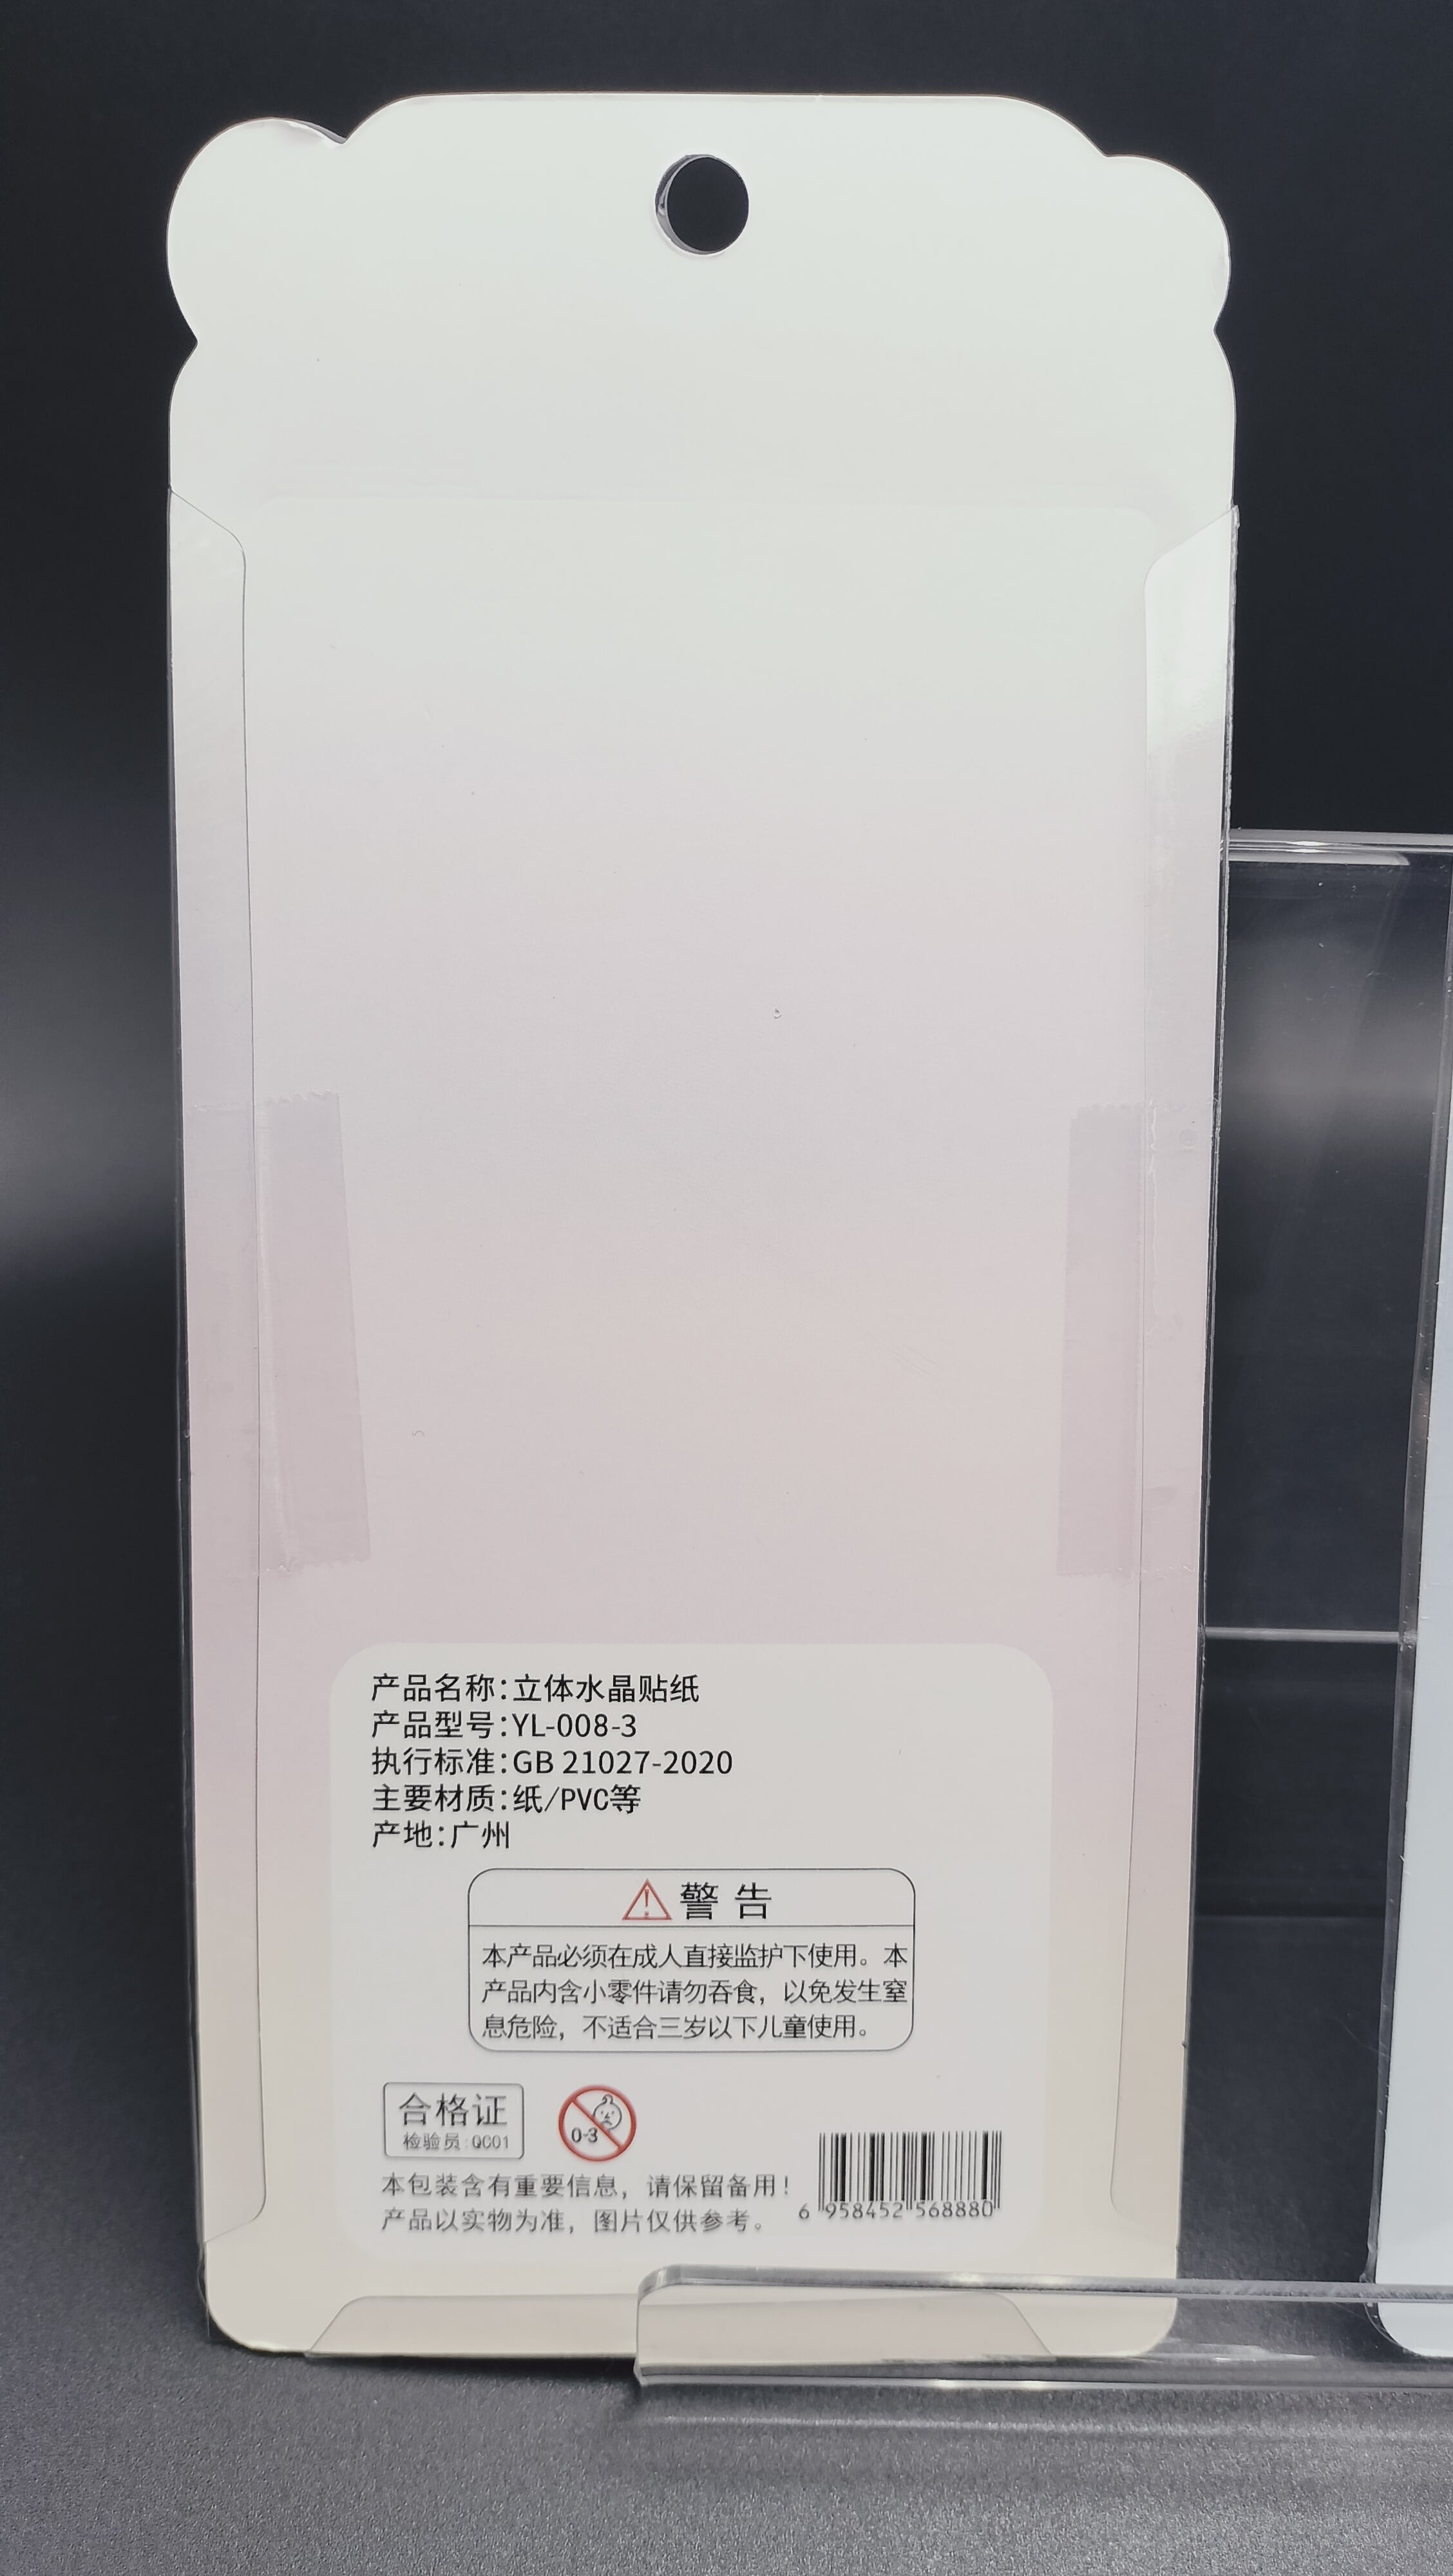 产品名称:立体水晶贴纸
产品型号:YL-008-3
执行标准:GB 21027-2020
主要材质:纸/PVC等
产地:广州
警告
本产品必须在成人直接监护下使用。本
产品内含小零件请勿吞食，以免发生窒
息危险，不适合三岁以下儿童使用。
合格证
检验员:QC01
0-3
本包装含有重要信息，请保留备用!
产品以实物为准，图片仅供参考。
6 958452 568880